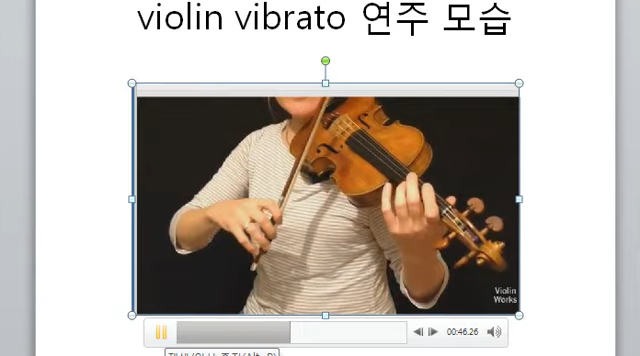 violin vibrato 연주 모습
Violin
Works
00:46.26